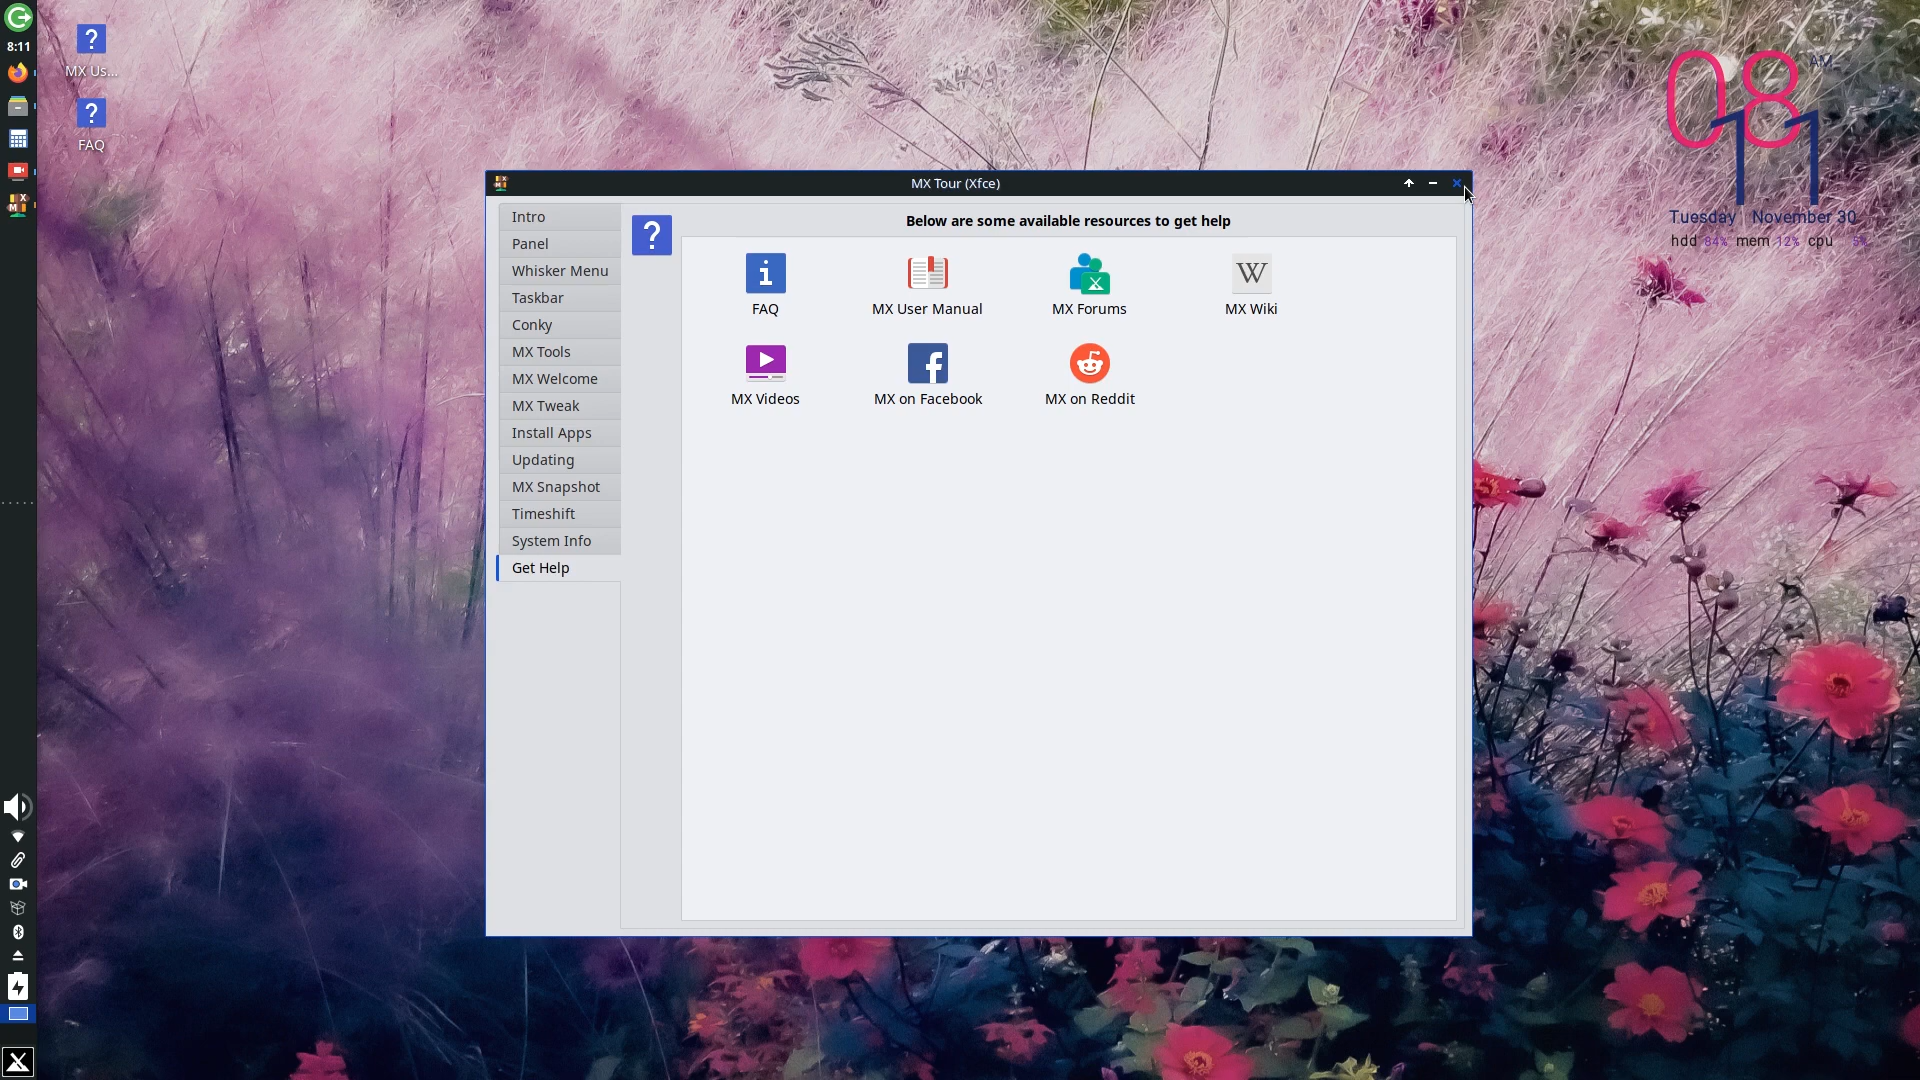 8:11
MX Us...
FAQ
08
AM
11
Tuesday November 30
hdd 84% mem 12% cpu 5%
MX Tour (Xfce)
Intro
Panel
Whisker Menu
Taskbar
Conky
MX Tools
MX Welcome
MX Tweak
Install Apps
Updating
MX Snapshot
Timeshift
System Info
Get Help
Below are some available resources to get help
FAQ
MX User Manual
MX Forums
MX Wiki
MX Videos
MX on Facebook
MX on Reddit